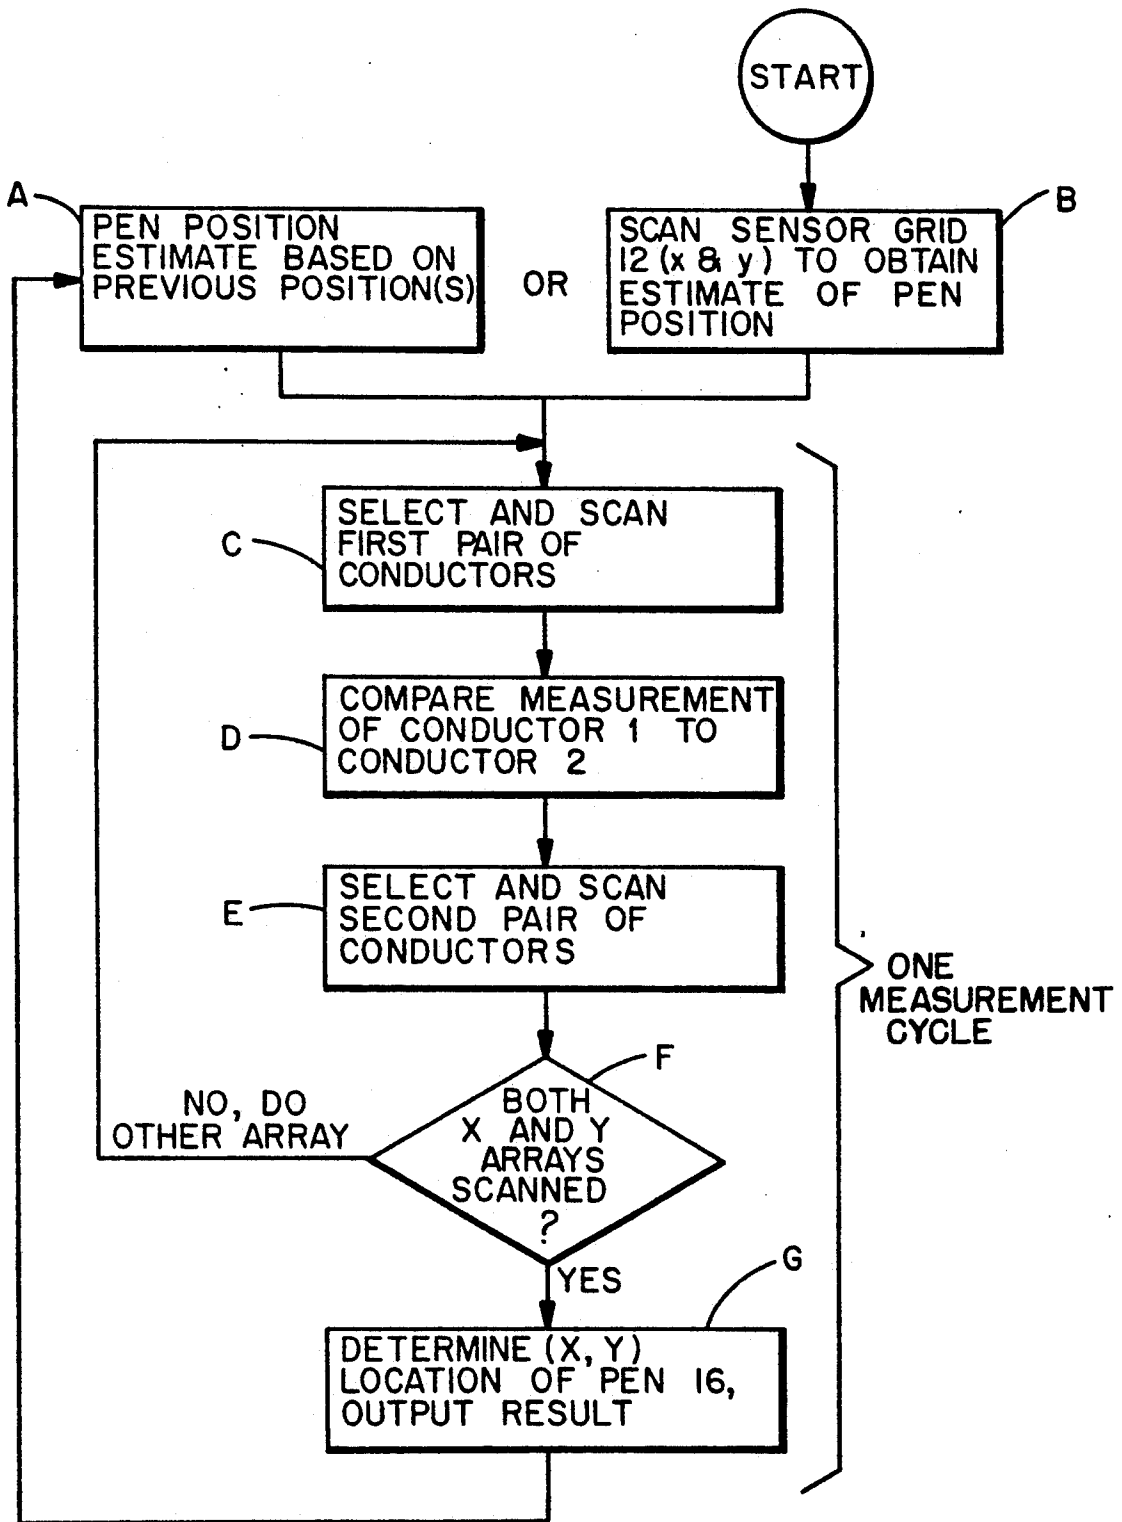 START
A
PEN POSITION
ESTIMATE BASED ON
PREVIOUS POSITION(S)
OR
B
SCAN SENSOR GRID
12 (x & y) TO OBTAIN
ESTIMATE OF PEN
POSITION
C
SELECT AND SCAN
FIRST PAIR OF
CONDUCTORS
D
COMPARE MEASUREMENT
OF CONDUCTOR 1 TO
CONDUCTOR 2
E
SELECT AND SCAN
SECOND PAIR OF
CONDUCTORS
ONE
MEASUREMENT
CYCLE
F
BOTH
X AND Y
ARRAYS
SCANNED
?
NO, DO
OTHER ARRAY
YES
G
DETERMINE (X, Y)
LOCATION OF PEN 16,
OUTPUT RESULT